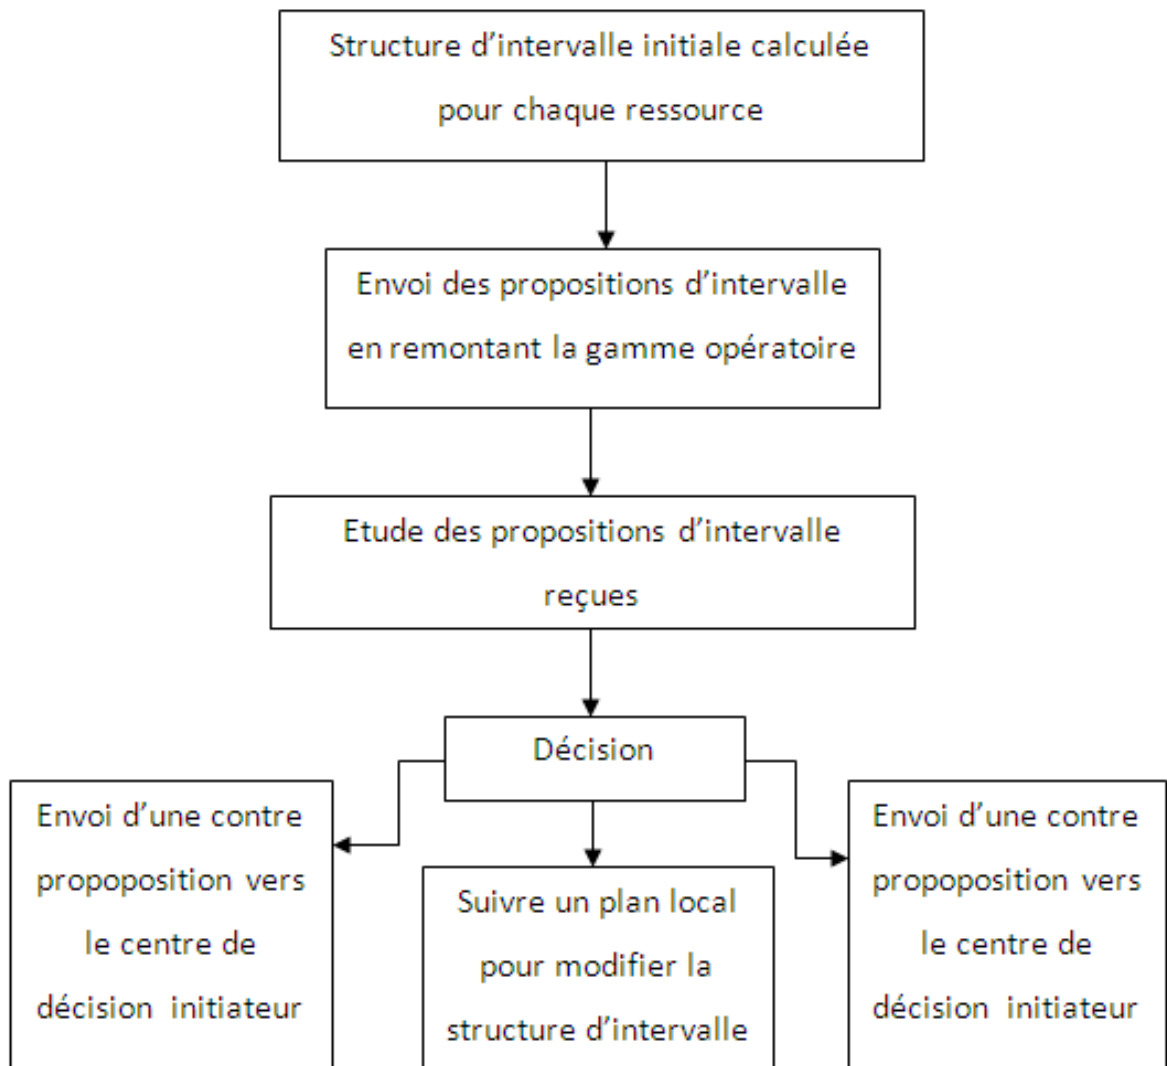 Structure d’intervalle initiale calculée
pour chaque ressource
Envoi des propositions d’intervalle
en remontant la gamme opératoire
Etude des propositions d’intervalle
reçues
Décision
Envoi d’une contre
propoposition vers
le centre de
décision initiateur
Suivre un plan local
pour modifier la
structure d’intervalle
Envoi d’une contre
propoposition vers
le centre de
décision initiateur